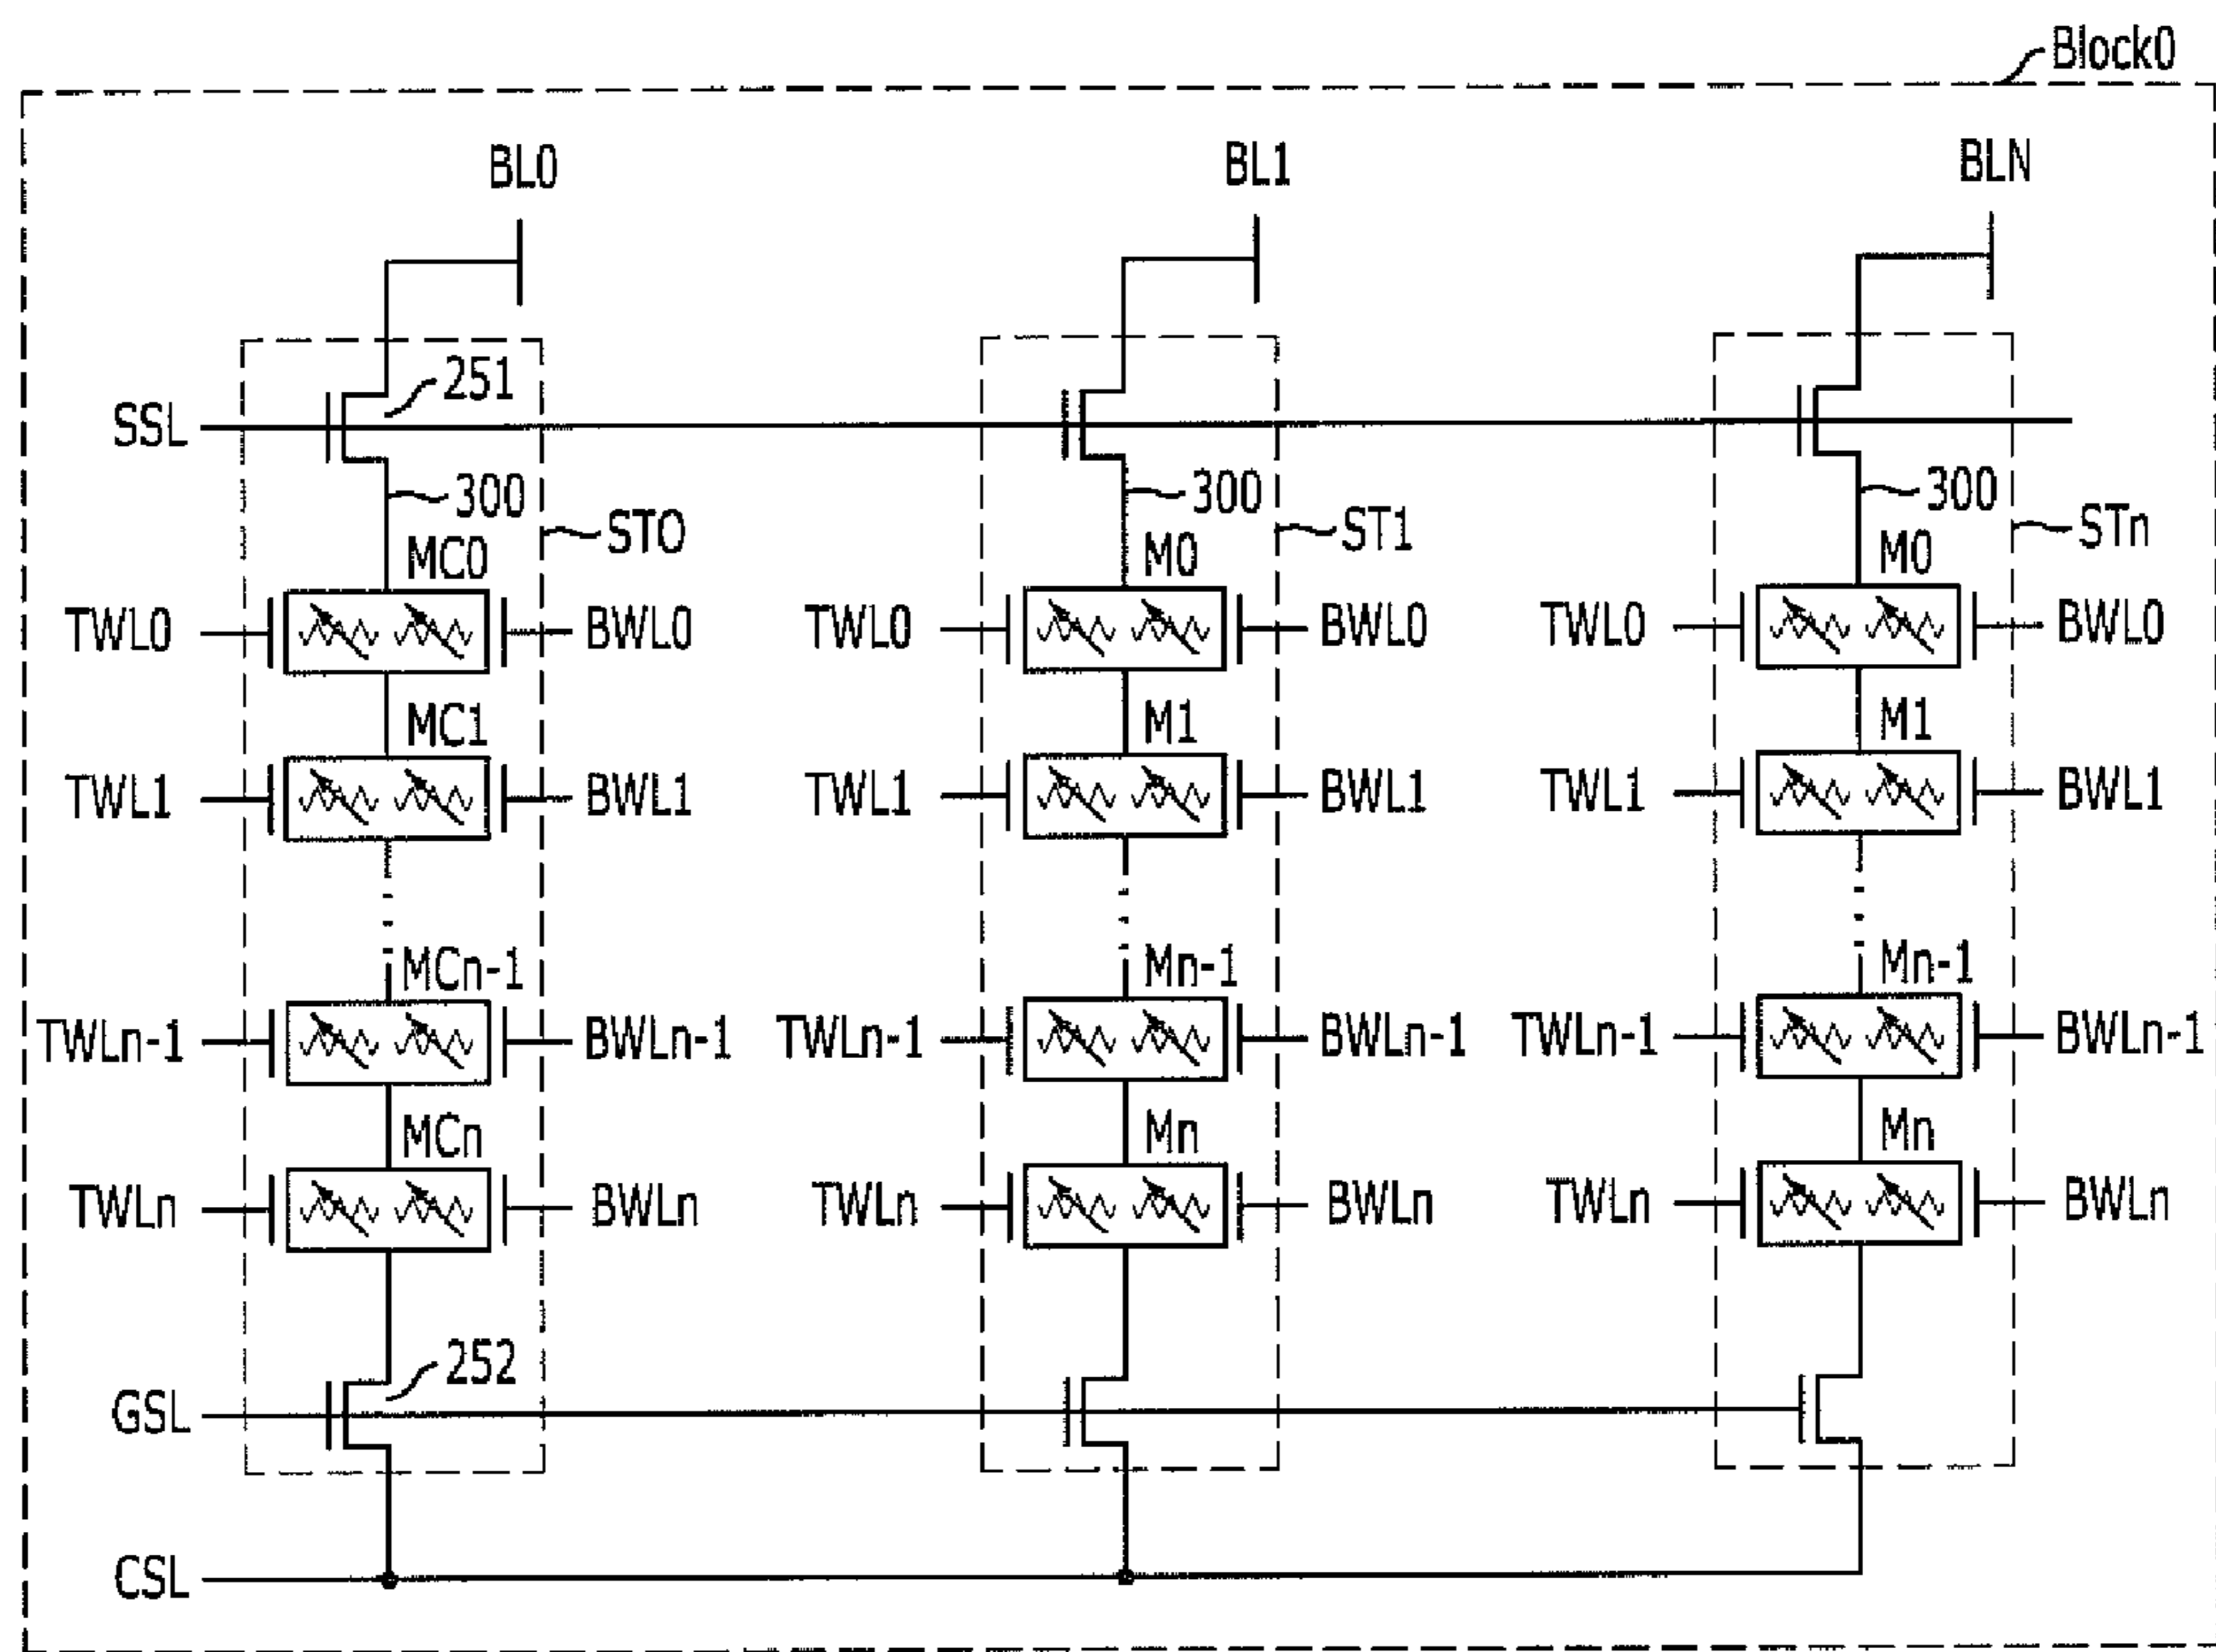 Block0
BL0 BL1 BLN
251
SSL
300 300 300
STO ST1 STn
MC0 M0 M0
TWL0 BWL0 TWL0 BWL0 TWL0 BWL0
MC1 M1 M1
TWL1 BWL1 TWL1 BWL1 TWL1 BWL1
MCn-1 Mn-1 Mn-1
TWLn-1 BWLn-1 TWLn-1 BWLn-1 TWLn-1 BWLn-1
MCn Mn Mn
TWLn BWLn TWLn BWLn TWLn BWLn
252
GSL
CSL